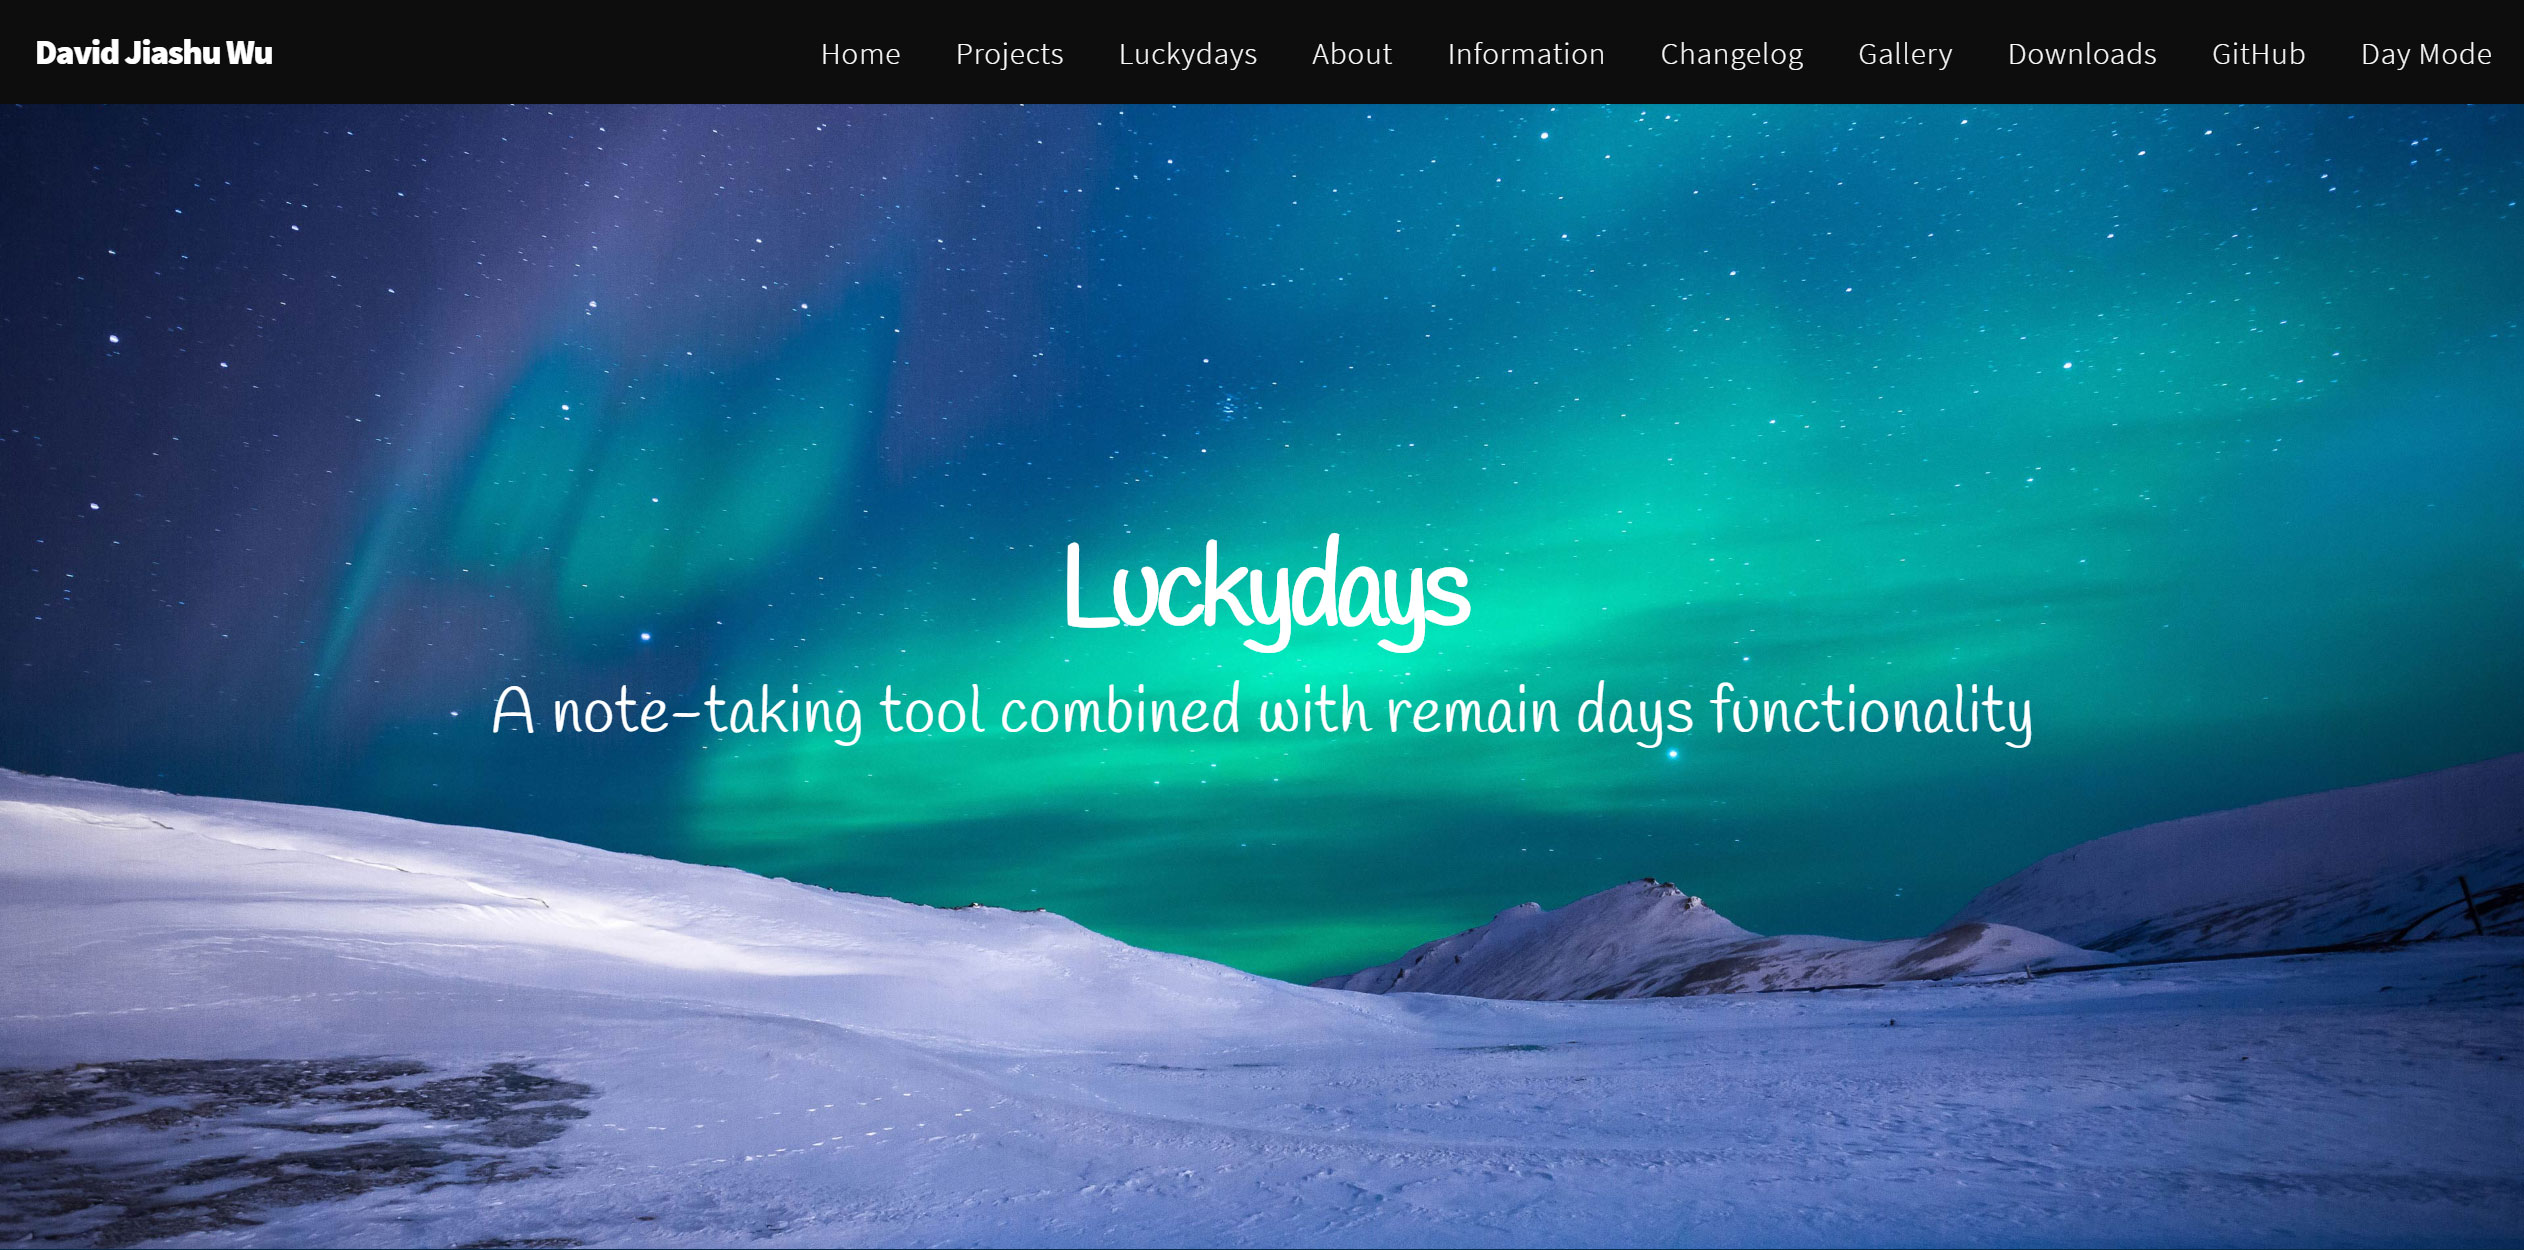 David Jiashu Wu Home Projects Luckydays About Information Changelog Gallery Downloads GitHub Day Mode
Luckydays
A note-taking tool combined with remain days functionality